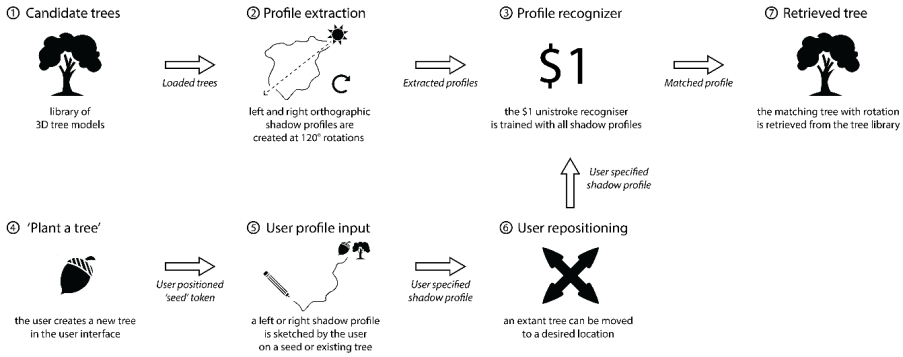 ① Candidate trees
Loaded trees
library of
3D tree models
② Profile extraction
Extracted profiles
left and right orthographic
shadow profiles are
created at 120° rotations
③ Profile recognizer
$1
Matched profile
the $1 unistroke recogniser
is trained with all shadow profiles
⑦ Retrieved tree
the matching tree with rotation
is retrieved from the tree library
User specified
shadow profile
④ 'Plant a tree'
User positioned
'seed' token
the user creates a new tree
in the user interface
⑤ User profile input
User specified
shadow profile
a left or right shadow profile
is sketched by the user
on a seed or existing tree
⑥ User repositioning
an extant tree can be moved
to a desired location